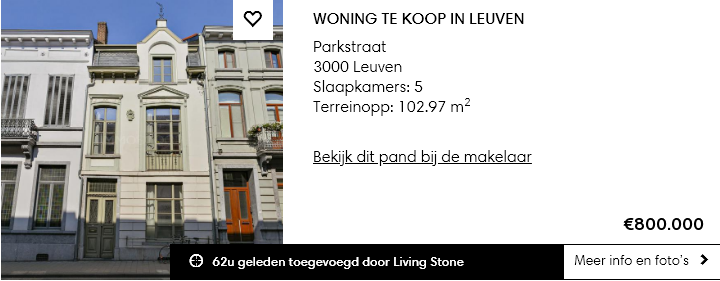 WONING TE KOOP IN LEUVEN
Parkstraat
3000 Leuven
Slaapkamers: 5
Terreinopp: 102.97 m²
Bekijk dit pand bij de makelaar
€800.000
62u geleden toegevoegd door Living Stone
Meer info en foto's